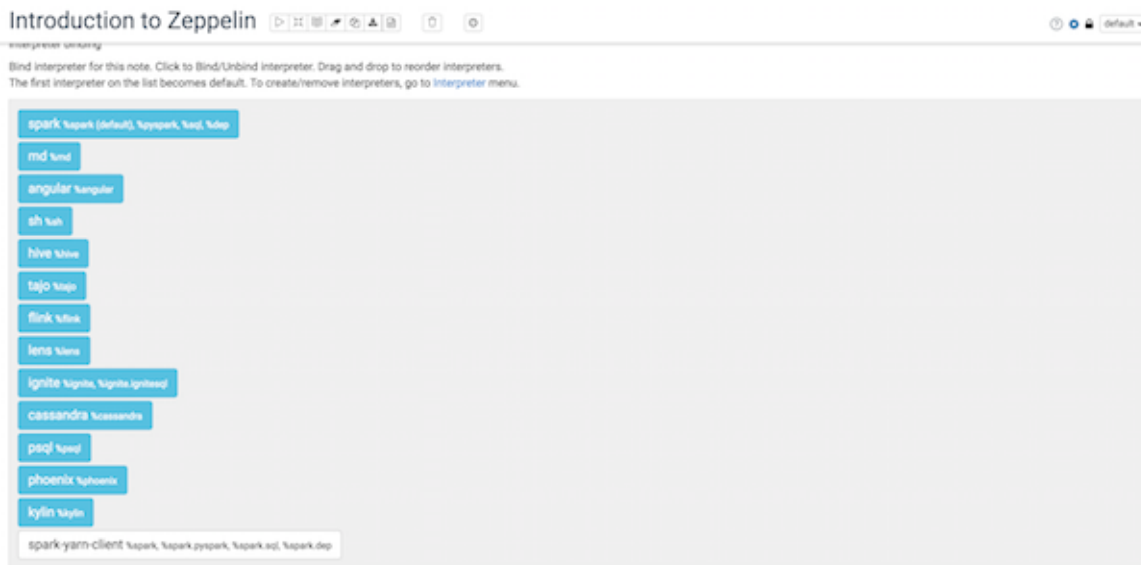 Introduction to Zeppelin
default
Interpreter binding
Bind interpreter for this note. Click to Bind/Unbind interpreter. Drag and drop to reorder interpreters.
The first interpreter on the list becomes default. To create/remove interpreters, go to Interpreter menu.
spark %spark (default), %pyspark, %sql, %dep
md %md
angular %angular
sh %sh
hive %hive
tajo %tajo
flink %flink
lens %lens
ignite %ignite, %ignite.ignitesql
cassandra %cassandra
psql %psql
phoenix %phoenix
kylin %kylin
spark-yarn-client %spark, %spark.pyspark, %spark.sql, %spark.dep